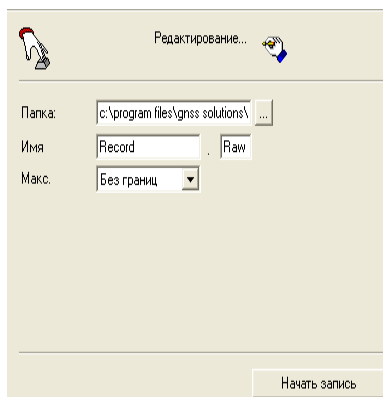 Редактирование...
Папка: c:\program files\gnss solutions\ ...
Имя Record . Raw
Макс. Без границ
Начать запись